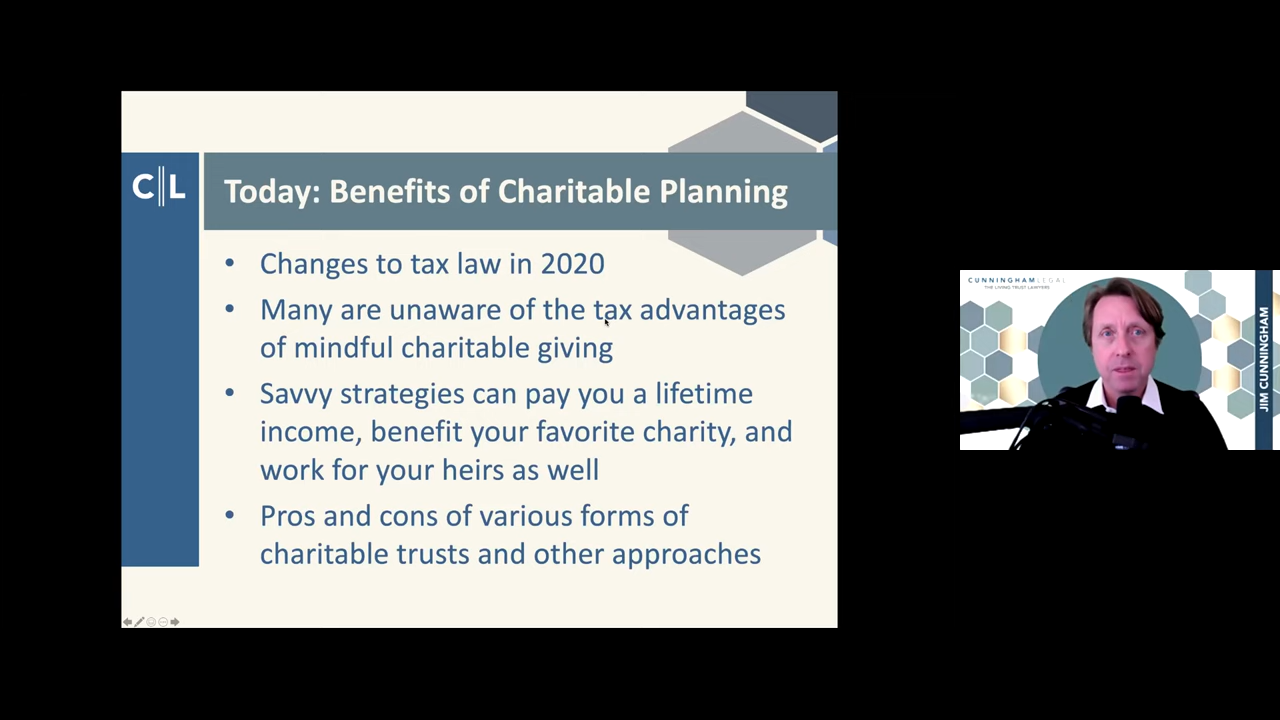 C||L
Today: Benefits of Charitable Planning
• Changes to tax law in 2020
• Many are unaware of the tax advantages
of mindful charitable giving
• Savvy strategies can pay you a lifetime
income, benefit your favorite charity, and
work for your heirs as well
• Pros and cons of various forms of
charitable trusts and other approaches
CUNNINGHAMLEGAL
THE LIVING TRUST LAWYERS
JIM CUNNINGHAM